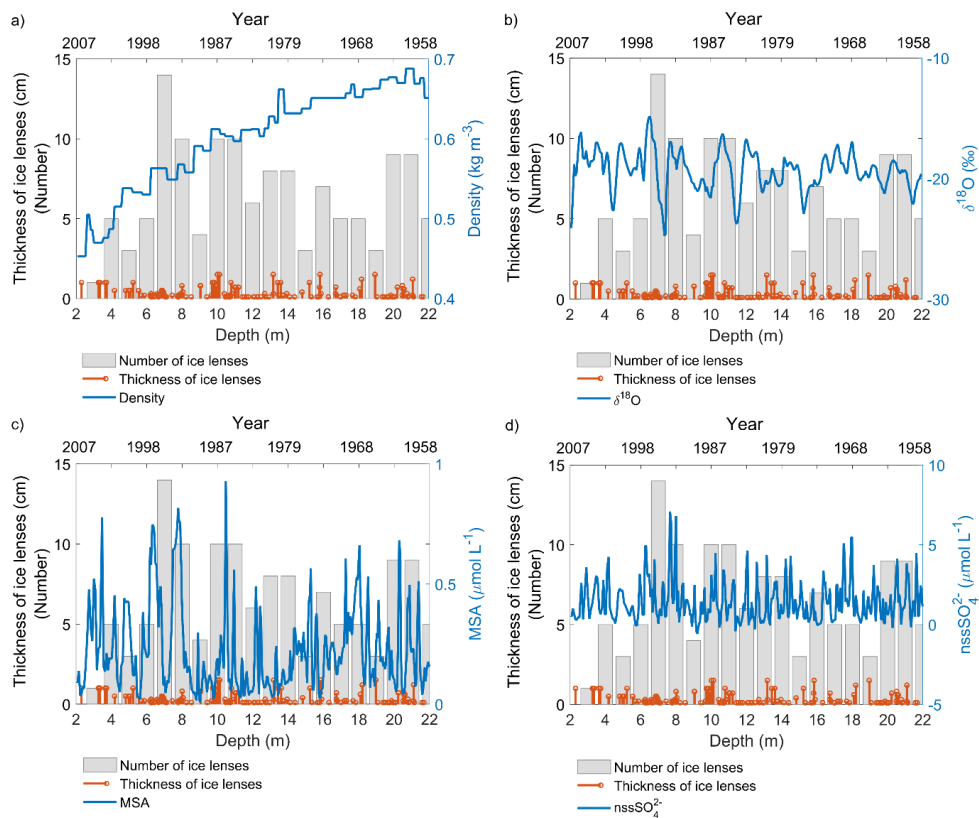 a)
Year
2007 1998 1987 1979 1968 1958
15
10
5
0
Thickness of ice lenses (cm)
(Number)
0.7
0.6
0.5
0.4
Density (kg m⁻³)
2 4 6 8 10 12 14 16 18 20 22
Depth (m)
Number of ice lenses
Thickness of ice lenses
Density
b)
Year
2007 1998 1987 1979 1968 1958
15
10
5
0
Thickness of ice lenses (cm)
(Number)
-10
-20
-30
δ¹⁸O (‰)
2 4 6 8 10 12 14 16 18 20 22
Depth (m)
Number of ice lenses
Thickness of ice lenses
δ¹⁸O
c)
Year
2007 1998 1987 1979 1968 1958
15
10
5
0
Thickness of ice lenses (cm)
(Number)
1
0.5
0
MSA (μmol L⁻¹)
2 4 6 8 10 12 14 16 18 20 22
Depth (m)
Number of ice lenses
Thickness of ice lenses
MSA
d)
Year
2007 1998 1987 1979 1968 1958
15
10
5
0
Thickness of ice lenses (cm)
(Number)
10
5
0
-5
nssSO₄²⁻ (μmol L⁻¹)
2 4 6 8 10 12 14 16 18 20 22
Depth (m)
Number of ice lenses
Thickness of ice lenses
nssSO₄²⁻